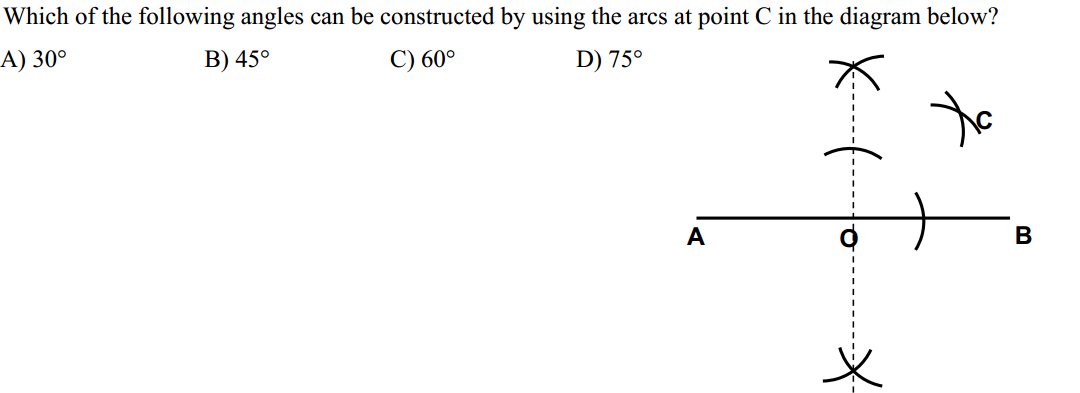 Which of the following angles can be constructed by using the arcs at point C in the diagram below?
A) 30° B) 45° C) 60° D) 75°
C
A O B